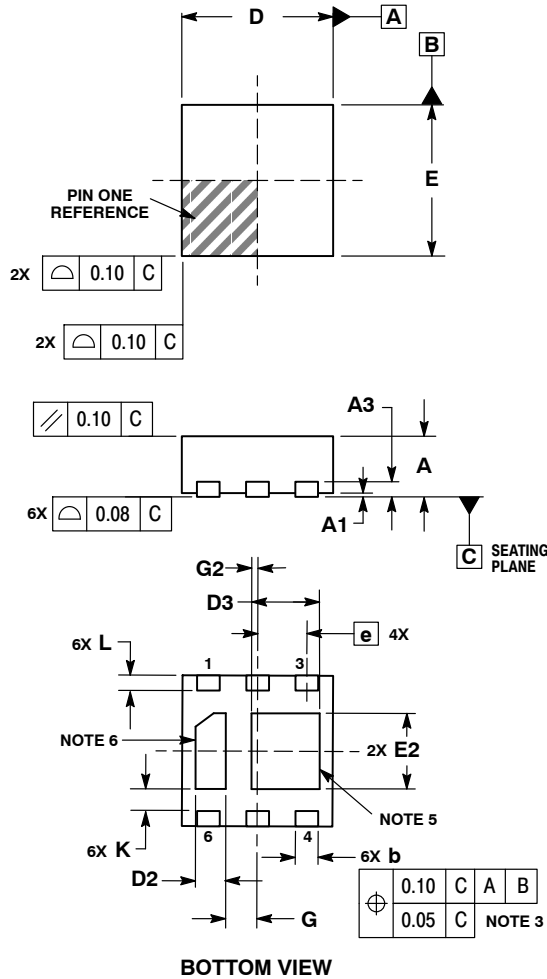 D
A
B
E
PIN ONE
REFERENCE
2X 0.10 C
2X 0.10 C
// 0.10 C
A3
A
6X 0.08 C
A1
C SEATING
PLANE
G2
D3
e 4X
6X L
1 3
NOTE 6
2X E2
NOTE 5
6X K
6 4
6X b
D2
0.10 C A B
0.05 C NOTE 3
G
BOTTOM VIEW